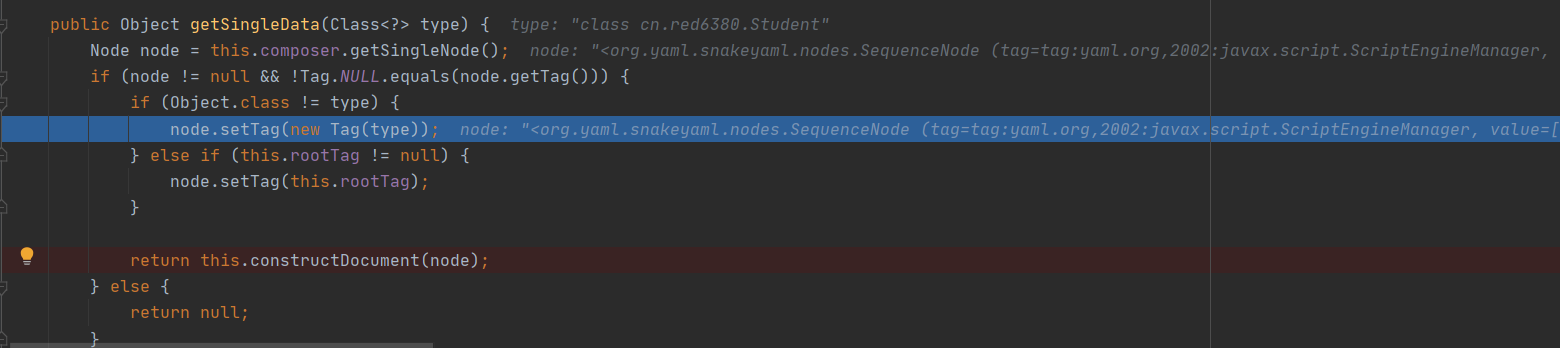 public Object getSingleData(Class<?> type) {  type: "class cn.red6380.Student"
    Node node = this.composer.getSingleNode();  node: "<org.yaml.snakeyaml.nodes.SequenceNode (tag=tag:yaml.org,2002:javax.script.ScriptEngineManager,
    if (node != null && !Tag.NULL.equals(node.getTag())) {
        if (Object.class != type) {
            node.setTag(new Tag(type));  node: "<org.yaml.snakeyaml.nodes.SequenceNode (tag=tag:yaml.org,2002:javax.script.ScriptEngineManager, value=[
        } else if (this.rootTag != null) {
            node.setTag(this.rootTag);
        }
        return this.constructDocument(node);
    } else {
        return null;
    }